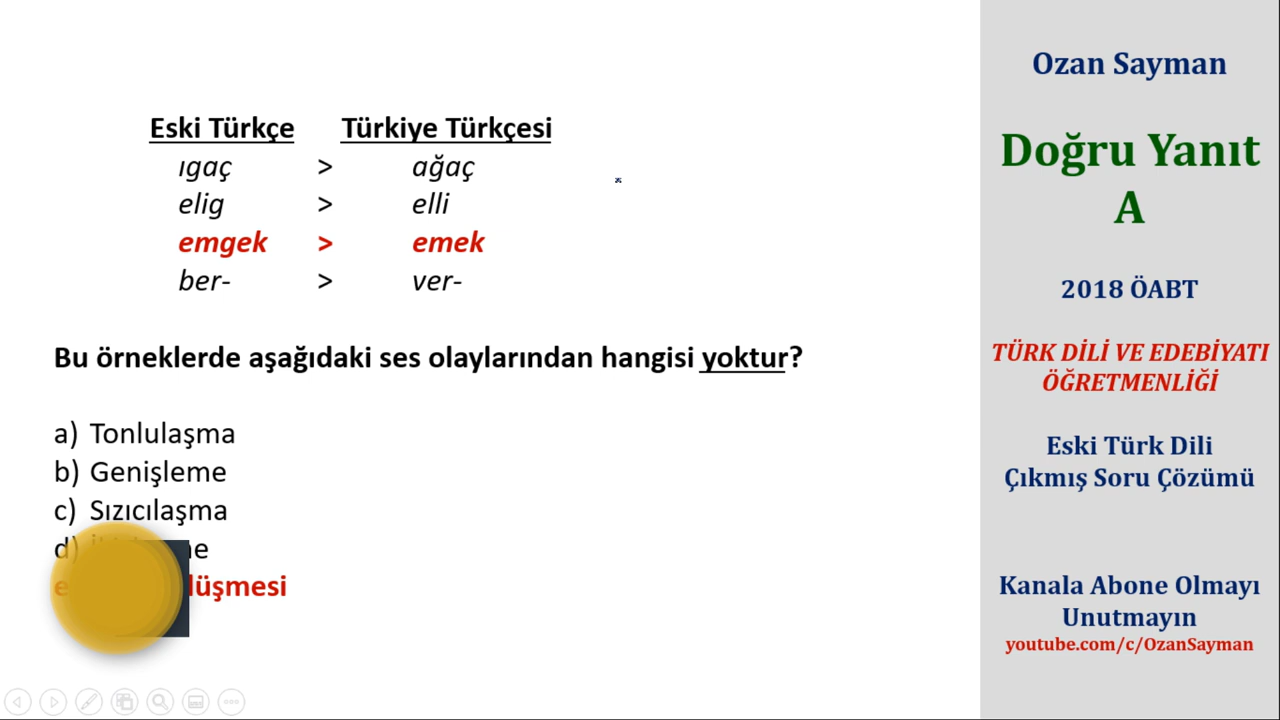 Eski Türkçe Türkiye Türkçesi
ıgaç > ağaç
elig > elli
emgek > emek
ber- > ver-
Bu örneklerde aşağıdaki ses olaylarından hangisi yoktur?
a) Tonlulaşma
b) Genişleme
c) Sızıcılaşma
d)
Ozan Sayman
Doğru Yanıt
A
2018 ÖABT
TÜRK DİLİ VE EDEBİYATI
ÖĞRETMENLİĞİ
Eski Türk Dili
Çıkmış Soru Çözümü
Kanala Abone Olmayı
Unutmayın
youtube.com/c/OzanSayman